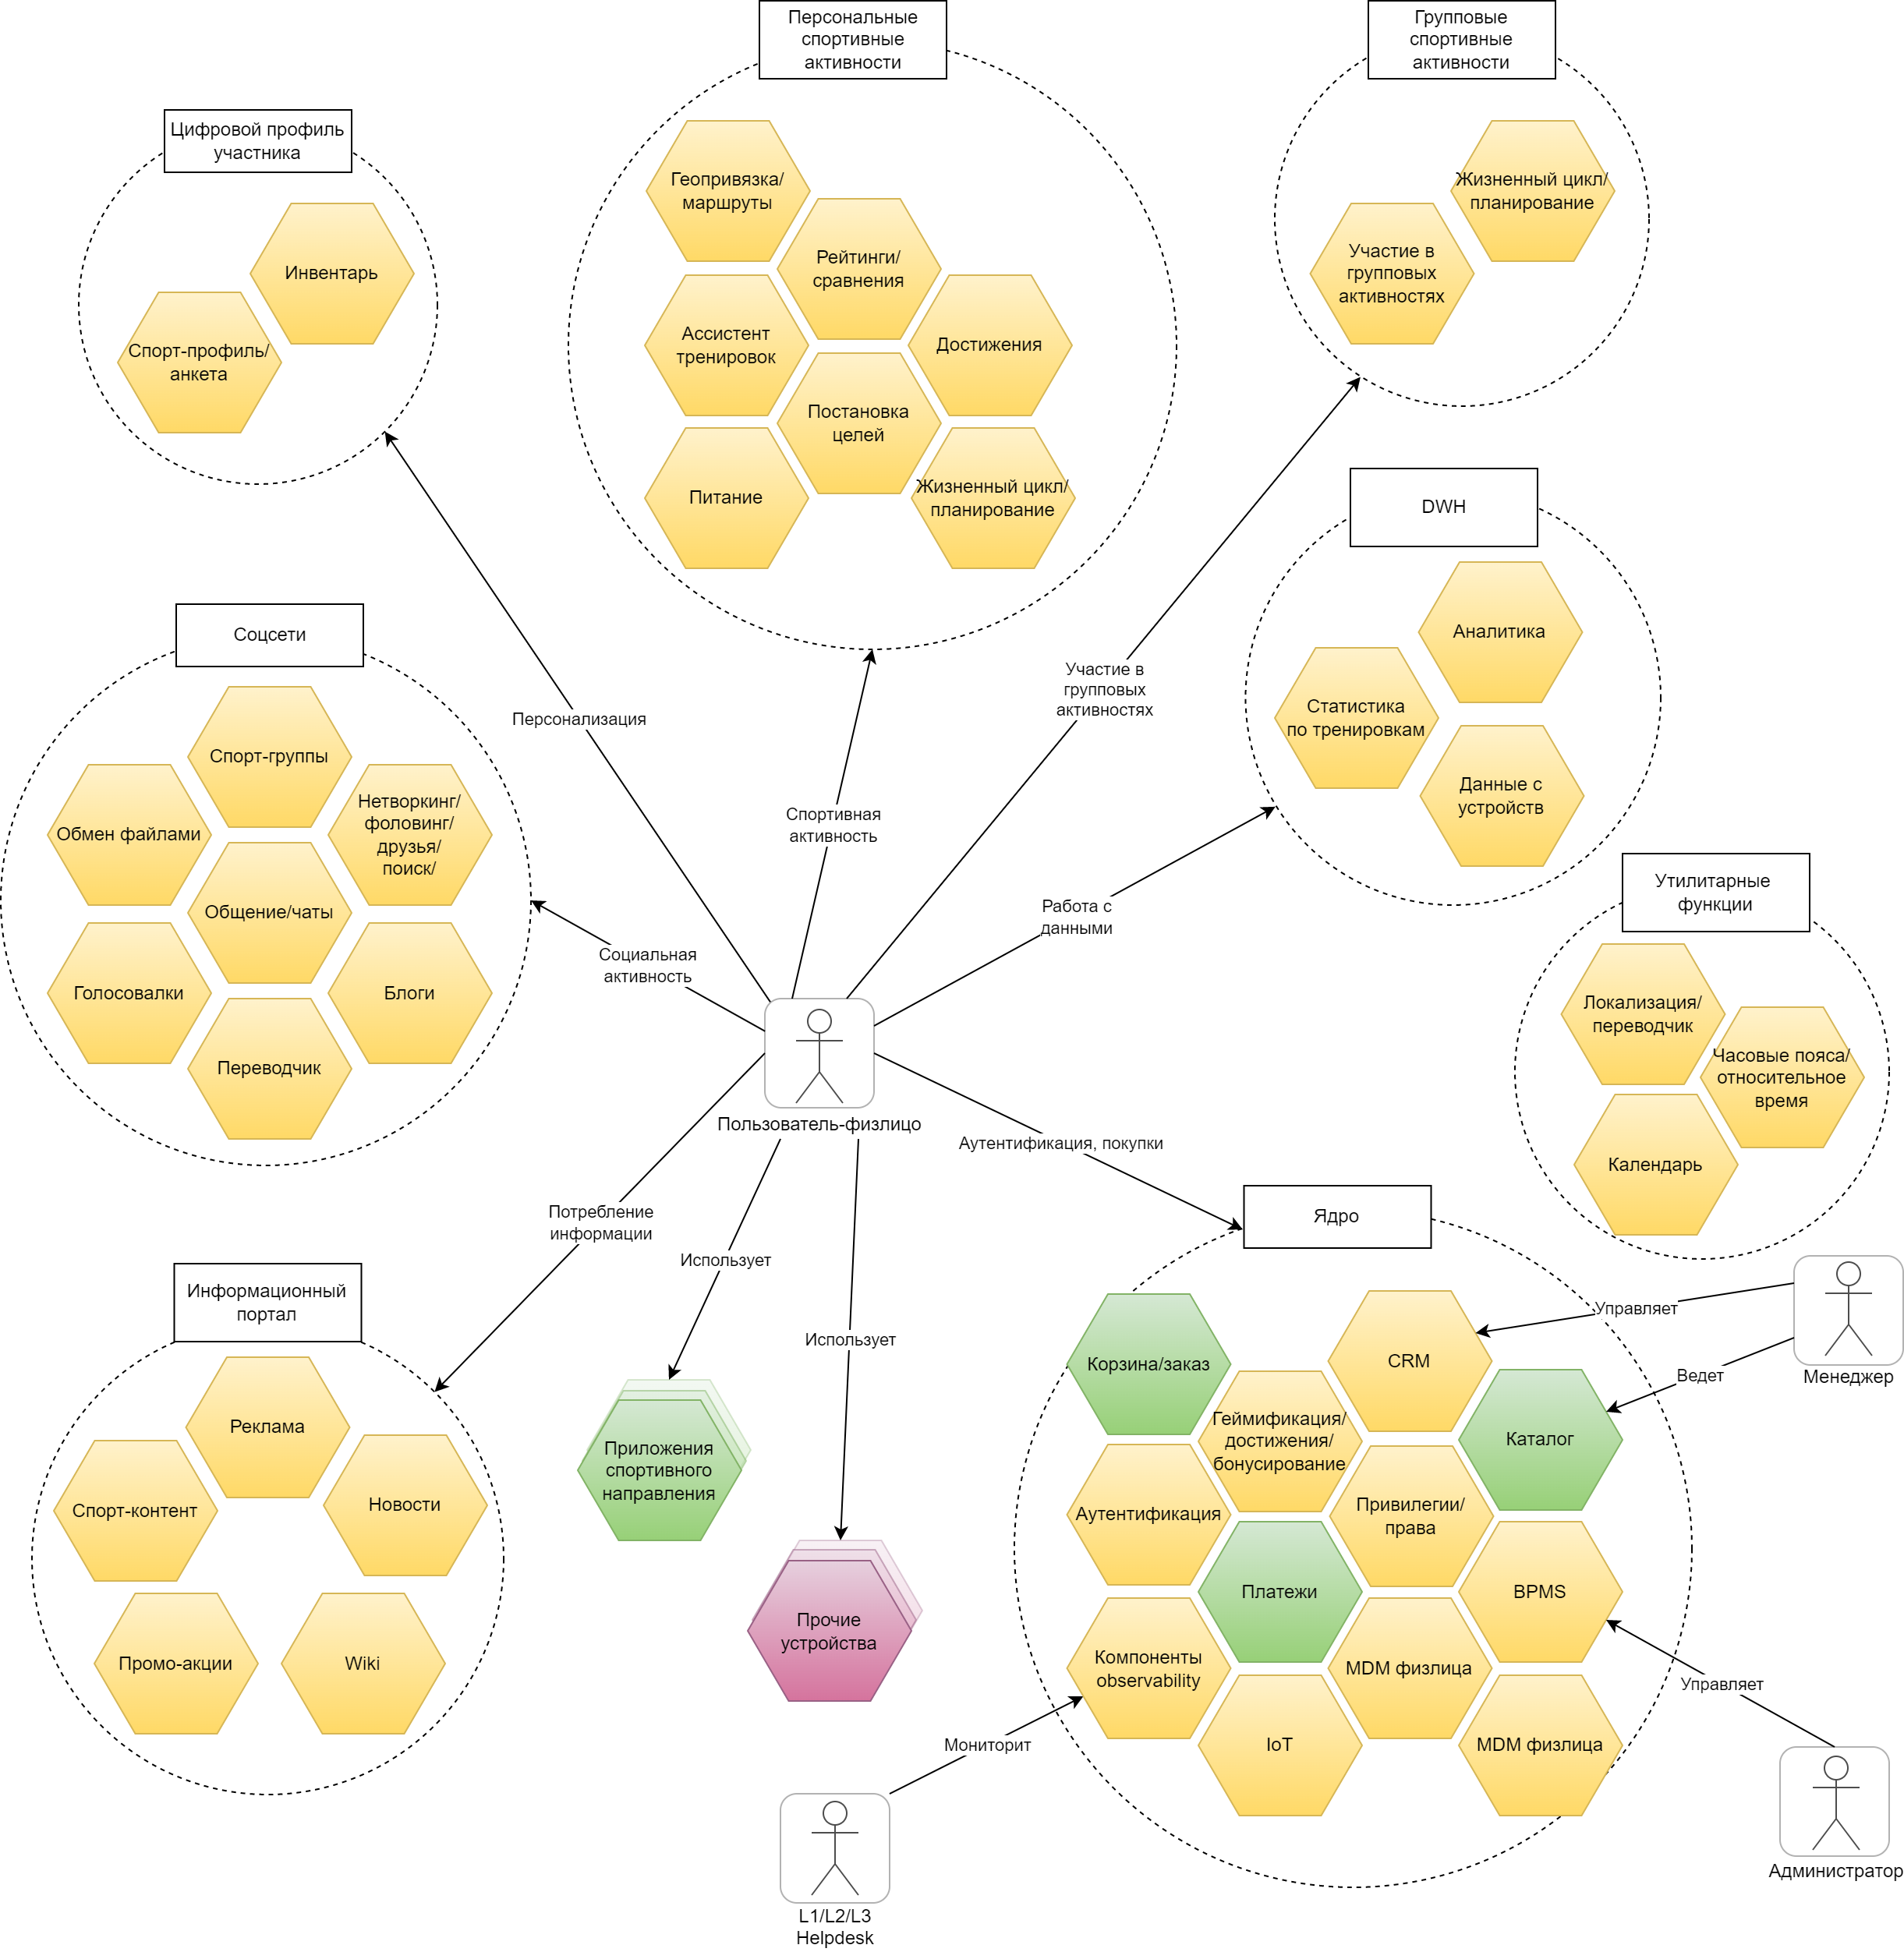 Персональные
спортивные
активности
Групповые
спортивные
активности
Цифровой профиль
участника
Инвентарь
Спорт-профиль/
анкета
Геопривязка/
маршруты
Рейтинги/
сравнения
Ассистент
тренировок
Достижения
Постановка
целей
Питание
Жизненный цикл/
планирование
Жизненный цикл/
планирование
Участие в
групповых
активностях
DWH
Аналитика
Статистика
по тренировкам
Данные с
устройств
Соцсети
Спорт-группы
Обмен файлами
Нетворкинг/
фоловинг/
друзья/
поиск/
Общение/чаты
Голосовалки
Блоги
Переводчик
Персонализация
Спортивная
активность
Участие в
групповых
активностях
Работа с
данными
Социальная
активность
Утилитарные
функции
Локализация/
переводчик
Часовые пояса/
относительное
время
Календарь
Пользователь-физлицо
Аутентификация, покупки
Потребление
информации
Использует
Использует
Информационный
портал
Реклама
Спорт-контент
Новости
Промо-акции
Wiki
Приложения
спортивного
направления
Прочие
устройства
Ядро
Корзина/заказ
CRM
Геймификация/
достижения/
бонусирование
Каталог
Аутентификация
Привилегии/
права
Платежи
BPMS
Компоненты
observability
MDM физлица
IoT
MDM физлица
Управляет
Ведет
Менеджер
Управляет
Администратор
Мониторит
L1/L2/L3
Helpdesk